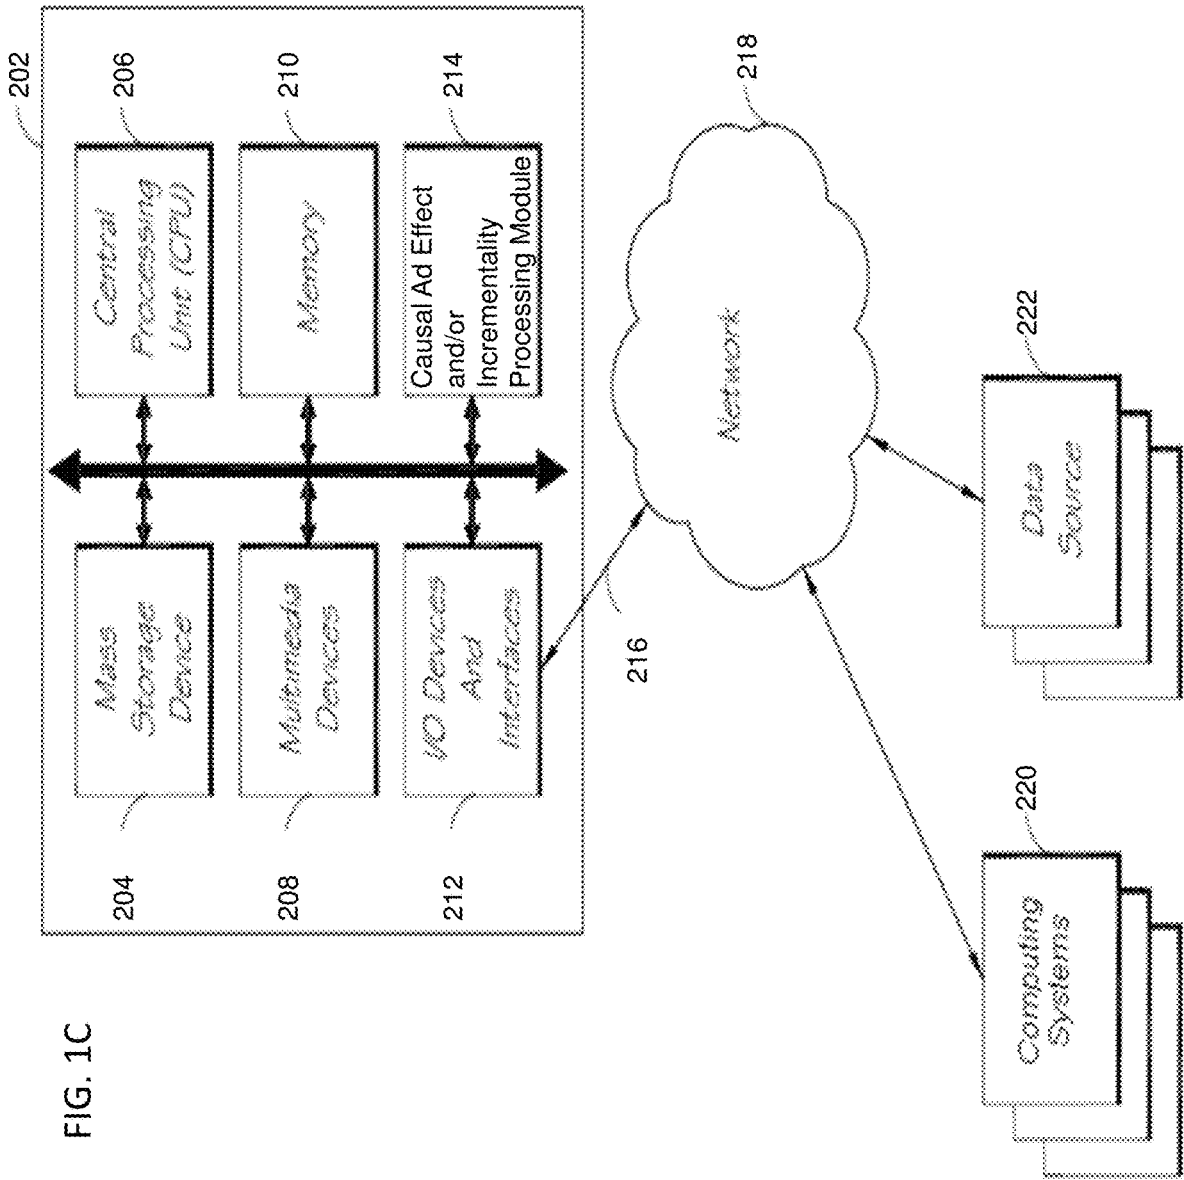 FIG. 1C
202
204
Mass
Storage
Device
206
Central
Processing
Unit (CPU)
208
Multimedia
Devices
210
Memory
212
I/O Devices
And
Interfaces
214
Causal Ad Effect
and/or
Incrementality
Processing Module
216
218
Network
220
Computing
Systems
222
Data
Source